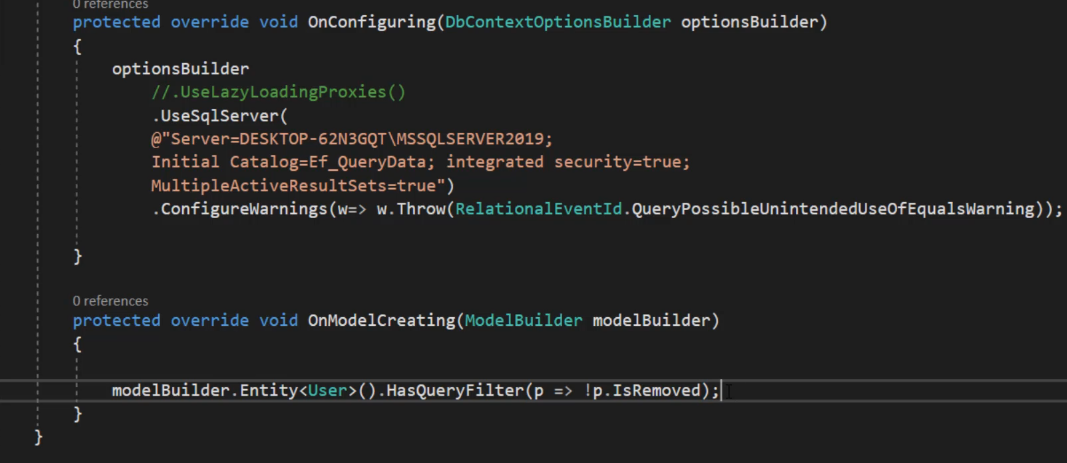 0 references
protected override void OnConfiguring(DbContextOptionsBuilder optionsBuilder)
{
optionsBuilder
//.UseLazyLoadingProxies()
.UseSqlServer(
@"Server=DESKTOP-62N3GQT\MSSQLSERVER2019;
Initial Catalog=Ef_QueryData; integrated security=true;
MultipleActiveResultSets=true")
.ConfigureWarnings(w=> w.Throw(RelationalEventId.QueryPossibleUnintendedUseOfEqualsWarning));
}
0 references
protected override void OnModelCreating(ModelBuilder modelBuilder)
{
modelBuilder.Entity<User>().HasQueryFilter(p => !p.IsRemoved);
}
}